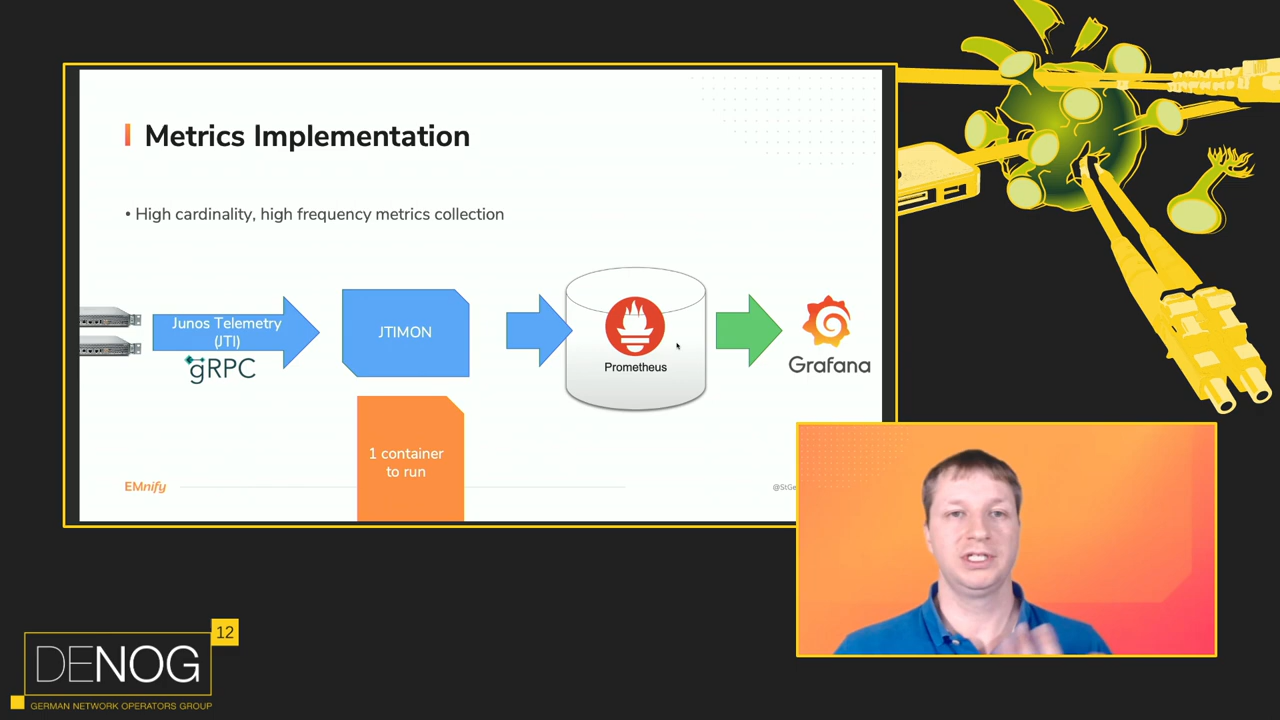 Metrics Implementation
• High cardinality, high frequency metrics collection
Junos Telemetry
(JTI)
gRPC
JTIMON
Prometheus
Grafana
1 container
to run
EMnify
@StGe
12
DENOG
GERMAN NETWORK OPERATORS GROUP